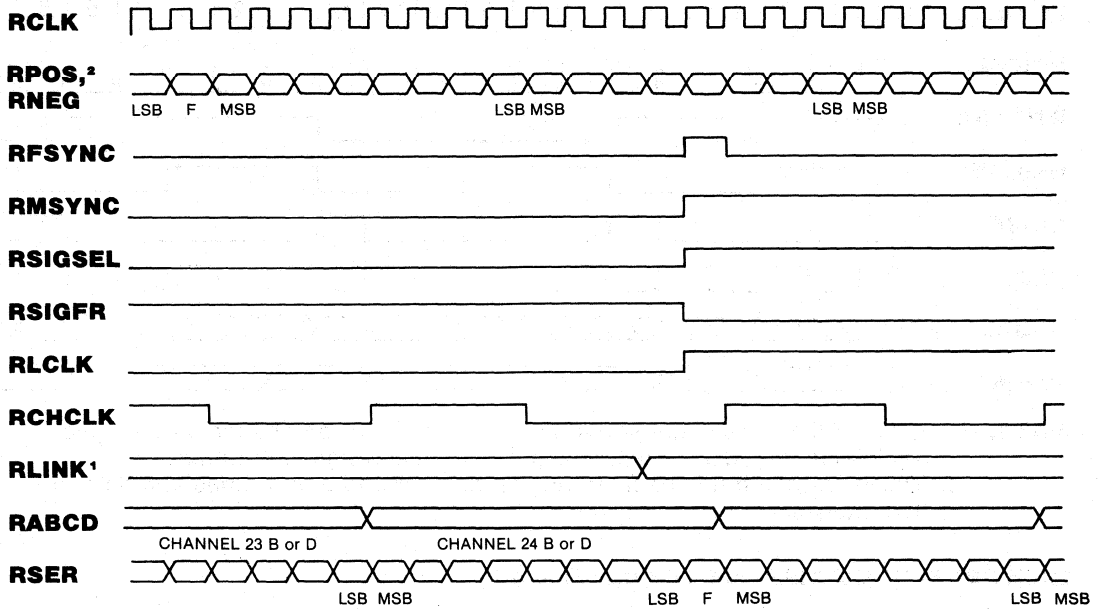 RCLK
RPOS,²
RNEG
LSB F MSB LSB MSB LSB MSB
RFSYNC
RMSYNC
RSIGSEL
RSIGFR
RLCLK
RCHCLK
RLINK¹
RABCD
CHANNEL 23 B or D CHANNEL 24 B or D
RSER
LSB MSB LSB F MSB LSB MSB